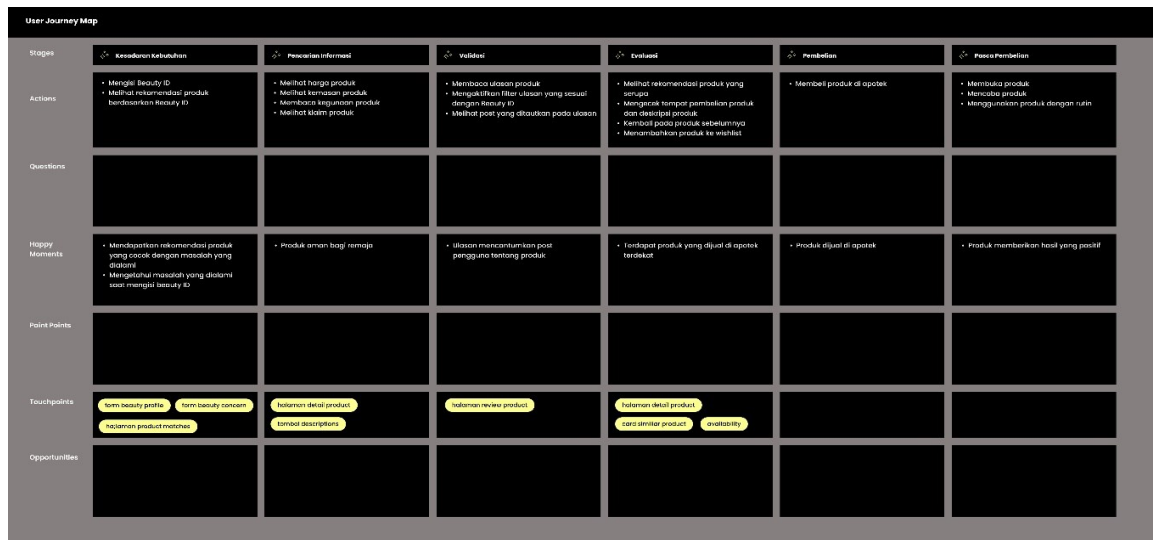 User Journey Map
Stages
Kesadaran Kebutuhan
Pencarian Informasi
Validasi
Evaluasi
Pembelian
Pasca Pembelian
Actions
• Mengisi Beauty ID
• Melihat rekomendasi produk
berdasarkan Beauty ID
• Melihat harga produk
• Melihat kemasan produk
• Membaca kegunaan produk
• Melihat klaim produk
• Membaca ulasan produk
• Mengaktifkan filter ulasan yang sesuai
dengan Beauty ID
• Melihat post yang ditautkan pada ulasan
• Melihat rekomendasi produk yang
serupa
• Mengecek tempat pembelian produk
dan deskripsi produk
• Kembali pada produk sebelumnya
• Menambahkan produk ke wishlist
• Membeli produk di apotek
• Membuka produk
• Mencoba produk
• Menggunakan produk dengan rutin
Questions
Happy
Moments
• Mendapatkan rekomendasi produk
yang cocok dengan masalah yang
dialami
• Mengetahui masalah yang dialami
saat mengisi beauty ID
• Produk aman bagi remaja
• Ulasan mencantumkan post
pengguna tentang produk
• Terdapat produk yang dijual di apotek
terdekat
• Produk dijual di apotek
• Produk memberikan hasil yang pasitif
Paint Points
Touchpoints
form beauty profile
form beauty concern
ha;laman product matches
halaman detail product
tombol descriptions
halaman review product
halaman detail product
card similiar product
availability
Opportunities